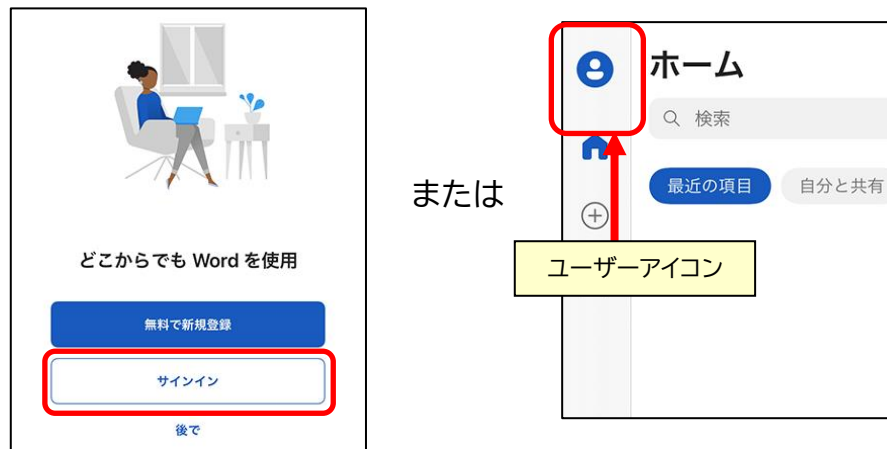 どこからでも Word を使用
無料で新規登録
サインイン
後で
または
ホーム
検索
最近の項目
自分と共有
ユーザーアイコン